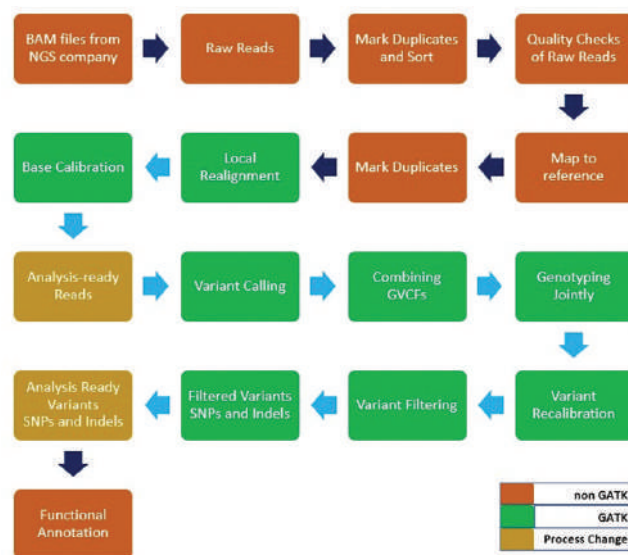 BAM files from
NGS company
Raw Reads
Mark Duplicates
and Sort
Quality Checks
of Raw Reads
Base Calibration
Local
Realignment
Mark Duplicates
Map to
reference
Analysis-ready
Reads
Variant Calling
Combining
GVCFs
Genotyping
Jointly
Analysis Ready
Variants
SNPs and Indels
Filtered Variants
SNPs and Indels
Variant Filtering
Variant
Recalibration
Functional
Annotation
non GATK
GATK
Process Change